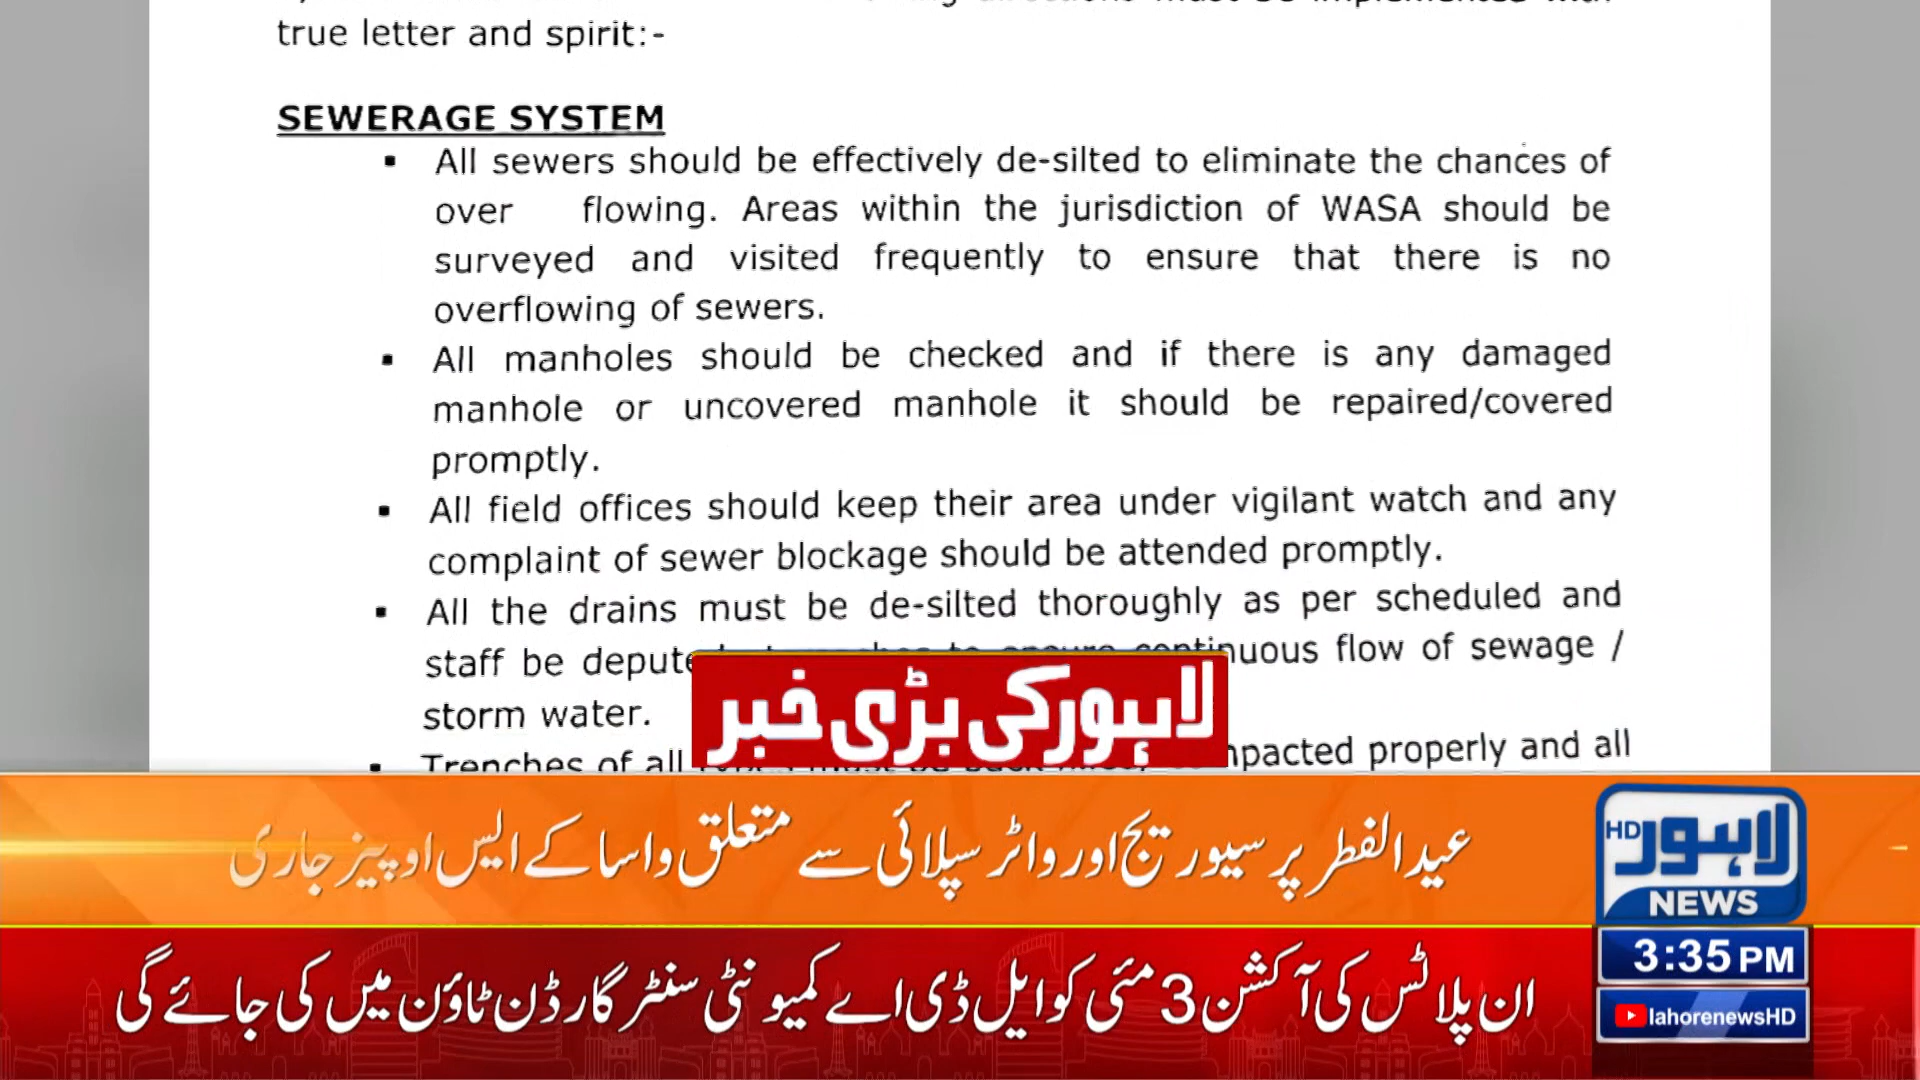 true letter and spirit:-
SEWERAGE SYSTEM
▪ All sewers should be effectively de-silted to eliminate the chances of
over flowing. Areas within the jurisdiction of WASA should be
surveyed and visited frequently to ensure that there is no
overflowing of sewers.
▪ All manholes should be checked and if there is any damaged
manhole or uncovered manhole it should be repaired/covered
promptly.
▪ All field offices should keep their area under vigilant watch and any
complaint of sewer blockage should be attended promptly.
▪ All the drains must be de-silted thoroughly as per scheduled and
staff be to ensure continuous flow of sewage /
storm water.
▪ Trenches of all properly and all
لاہور کی بڑی خبر
عیدالفطر پر سیوریج اور واٹر سپلائی سے متعلق واسا کے ایس او پیز جاری
لاہور
HD
NEWS
ان پلاٹس کی آکشن 3 مئی کو ایل ڈی اے کمیونٹی سنٹر گارڈن ٹاؤن میں کی جائے گی
3:35 PM
lahorenewsHD